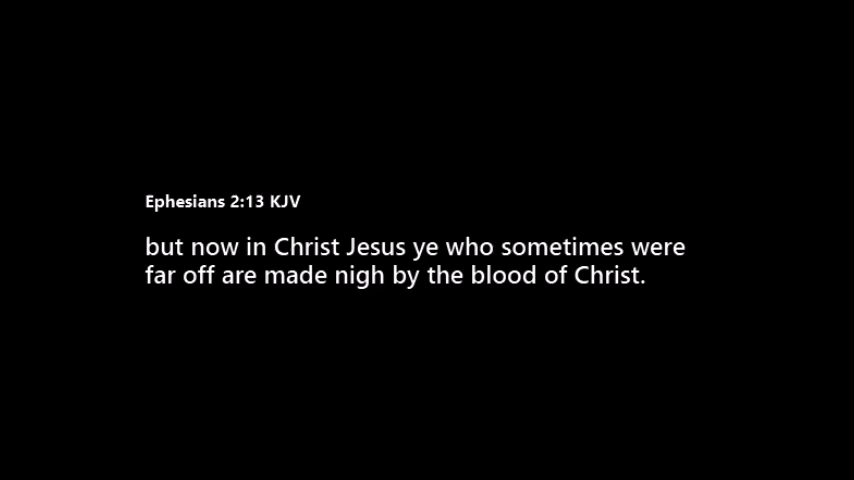 Ephesians 2:13 KJV
but now in Christ Jesus ye who sometimes were
far off are made nigh by the blood of Christ.